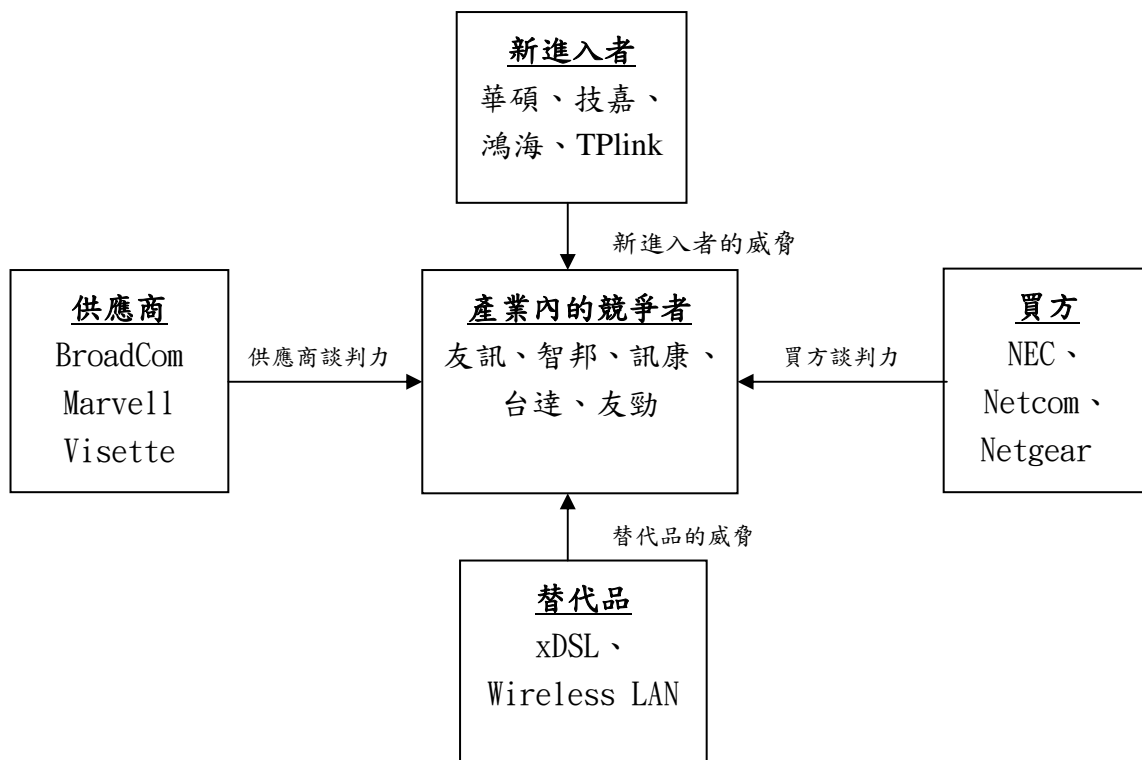 新進入者
華碩、技嘉、
鴻海、TPlink
新進入者的威脅
供應商
BroadCom
Marvell
Visette
供應商談判力
產業內的競爭者
友訊、智邦、訊康、
台達、友勁
買方談判力
買方
NEC、
Netcom、
Netgear
替代品的威脅
替代品
xDSL、
Wireless LAN